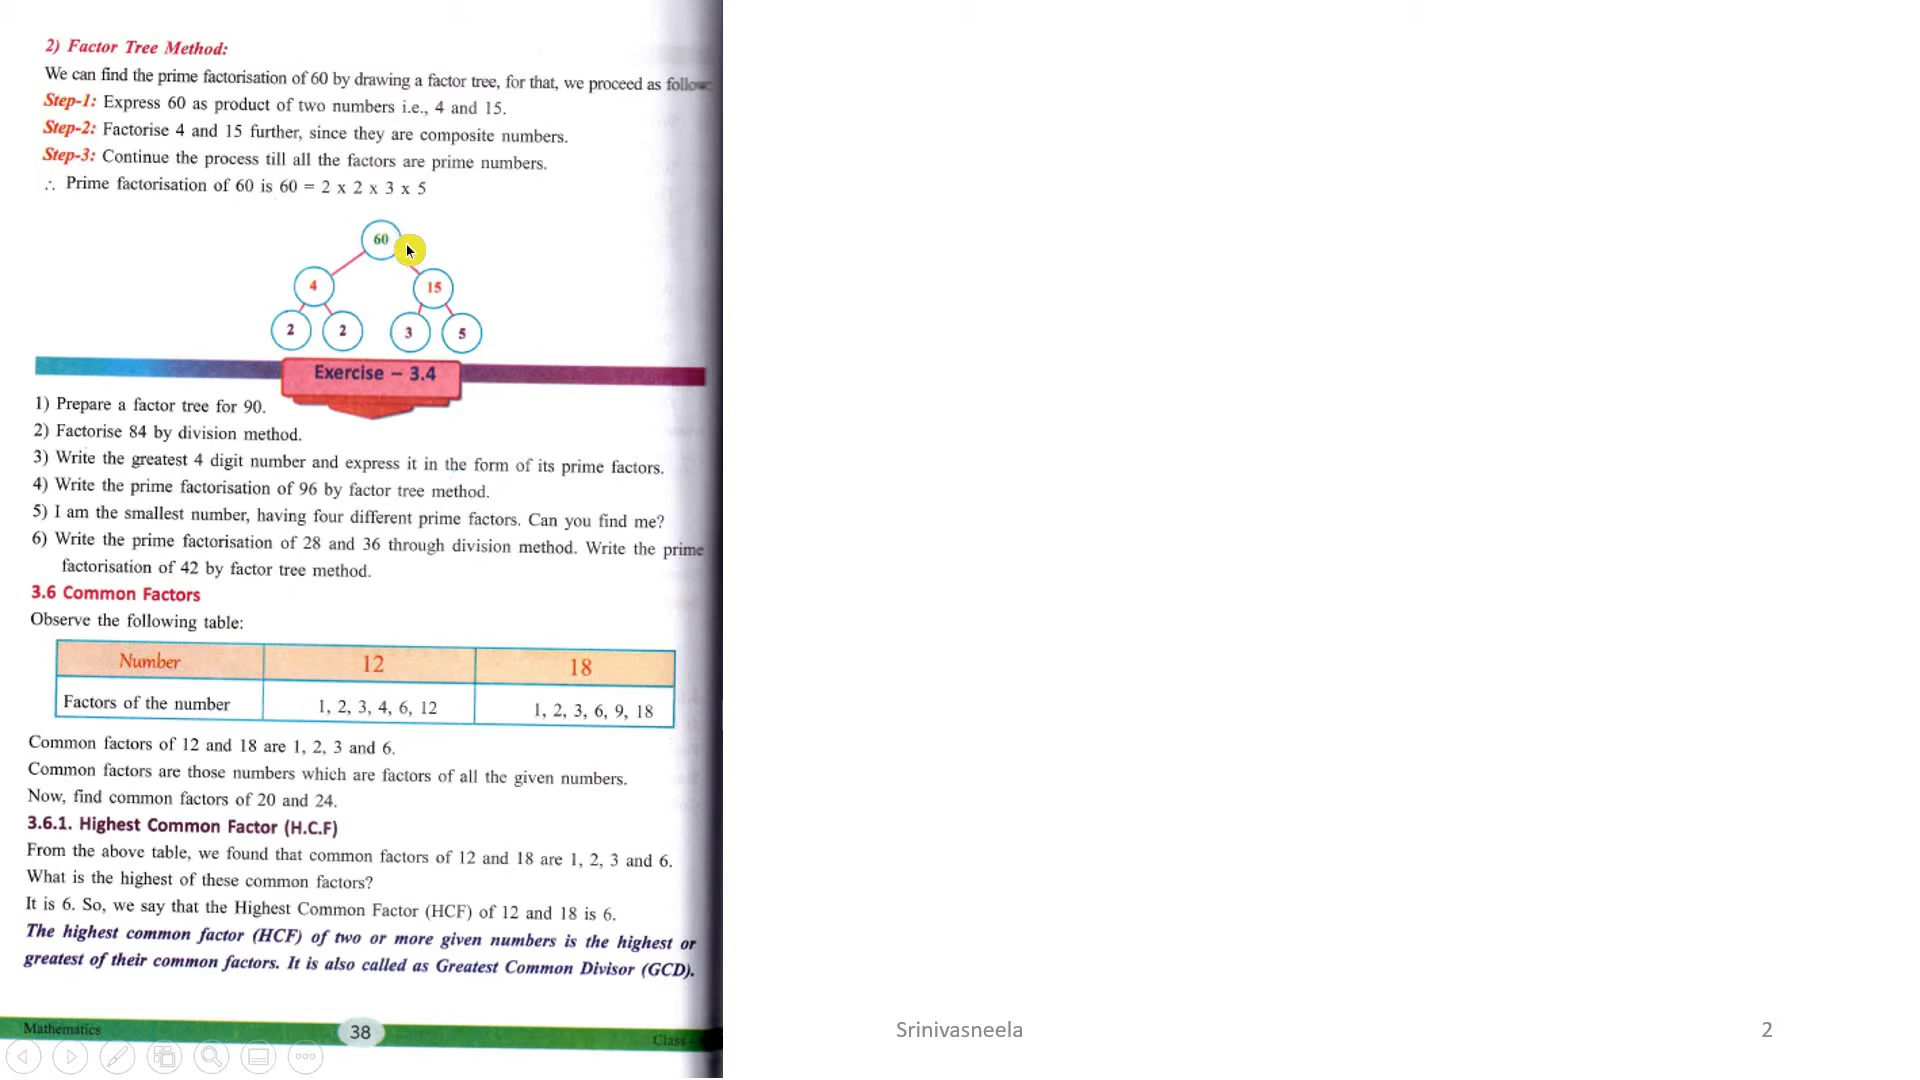 2) Factor Tree Method:
We can find the prime factorisation of 60 by drawing a factor tree, for that, we proceed as follow
Step-1: Express 60 as product of two numbers i.e., 4 and 15.
Step-2: Factorise 4 and 15 further, since they are composite numbers.
Step-3: Continue the process till all the factors are prime numbers.
∴ Prime factorisation of 60 is 60 = 2 x 2 x 3 x 5
60
4 15
2 2 3 5
Exercise – 3.4
1) Prepare a factor tree for 90.
2) Factorise 84 by division method.
3) Write the greatest 4 digit number and express it in the form of its prime factors.
4) Write the prime factorisation of 96 by factor tree method.
5) I am the smallest number, having four different prime factors. Can you find me?
6) Write the prime factorisation of 28 and 36 through division method. Write the prime
factorisation of 42 by factor tree method.
3.6 Common Factors
Observe the following table:
Number 12 18
Factors of the number 1, 2, 3, 4, 6, 12 1, 2, 3, 6, 9, 18
Common factors of 12 and 18 are 1, 2, 3 and 6.
Common factors are those numbers which are factors of all the given numbers.
Now, find common factors of 20 and 24.
3.6.1. Highest Common Factor (H.C.F)
From the above table, we found that common factors of 12 and 18 are 1, 2, 3 and 6.
What is the highest of these common factors?
It is 6. So, we say that the Highest Common Factor (HCF) of 12 and 18 is 6.
The highest common factor (HCF) of two or more given numbers is the highest or
greatest of their common factors. It is also called as Greatest Common Divisor (GCD).
Mathematics 38 Class -
Srinivasneela 2